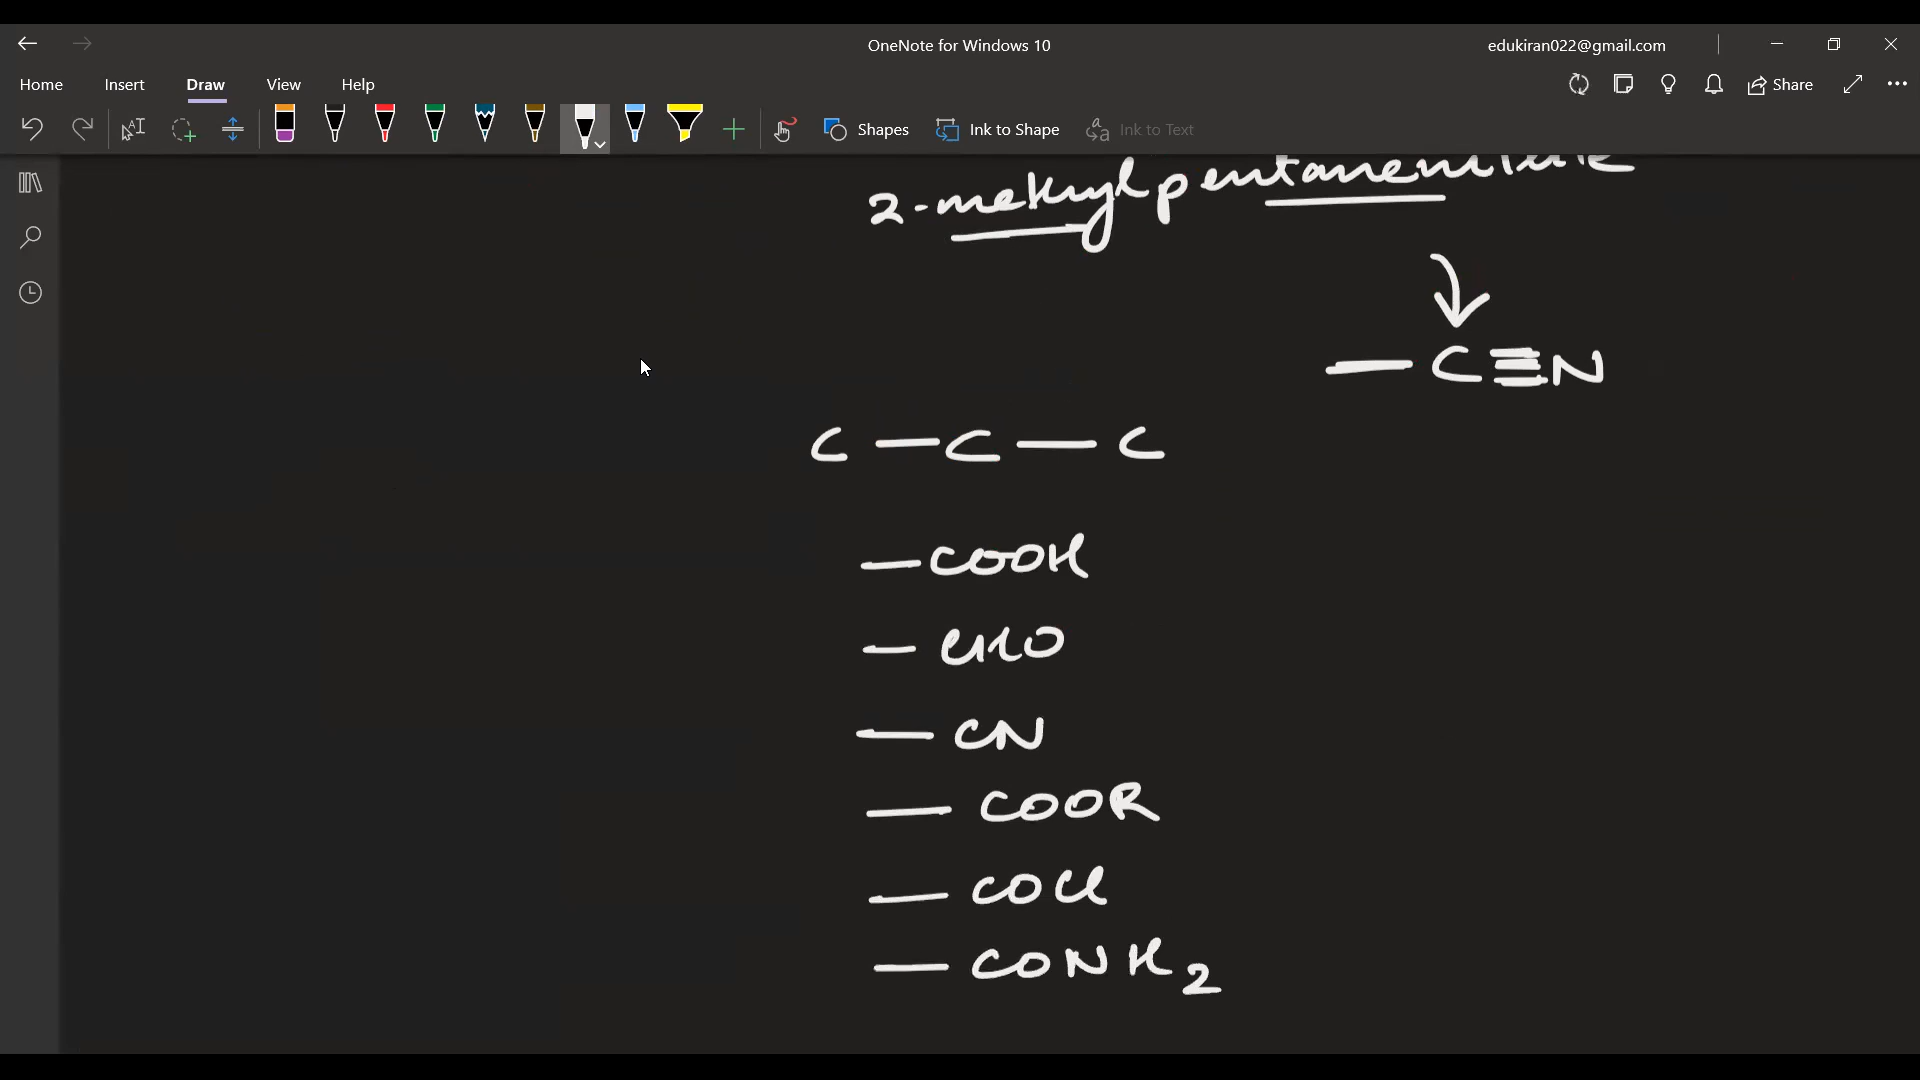 OneNote for Windows 10
edukiran022@gmail.com
Home Insert Draw View Help
Share
Shapes Ink to Shape Ink to Text
2-methylpentanenitrile
— C≡N
C — C — C
— COOH
— CHO
— CN
— COOR
— COCl
— CONH₂